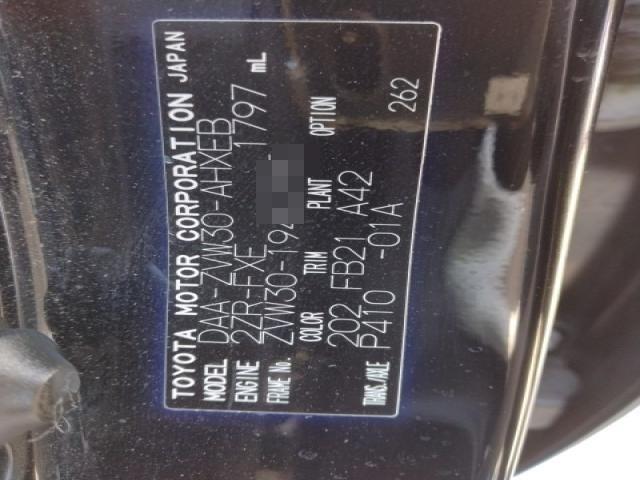 TOYOTA MOTOR CORPORATION JAPAN
MODEL DAA-ZVW30-AHXEB
ENGINE 2ZR-FXE 1797 mL
FRAME No. ZVW30-194
COLOR TRIM PLANT OPTION
202 FB21 A42 262
TRANS./AXLE P410 -01A